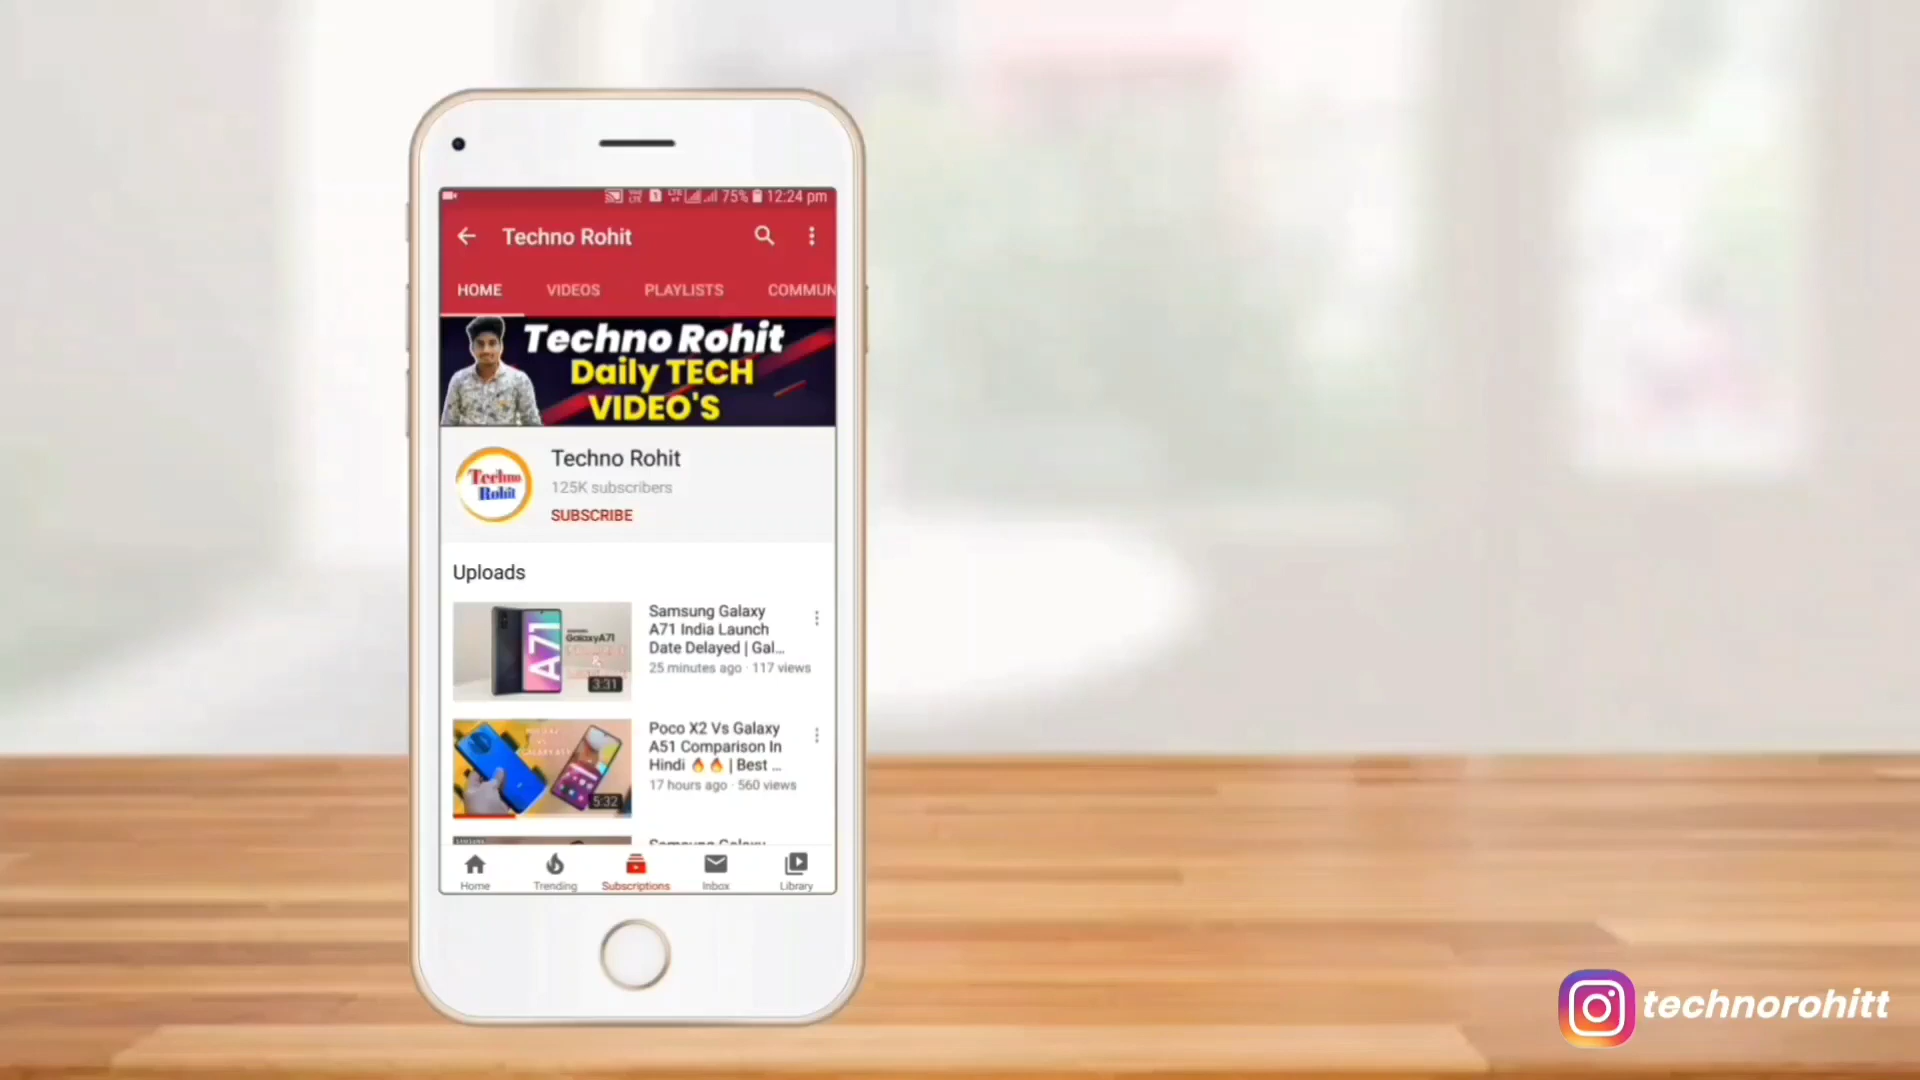 75% 12:24 pm
Techno Rohit
HOME VIDEOS PLAYLISTS COMMUN
Techno Rohit
Daily TECH
VIDEO'S
Techno
Rohit
Techno Rohit
125K subscribers
SUBSCRIBE
Uploads
A71
GalaxyA71
3:31
Samsung Galaxy
A71 India Launch
Date Delayed | Gal...
25 minutes ago · 117 views
5:32
Poco X2 Vs Galaxy
A51 Comparison In
Hindi 🔥🔥 | Best ...
17 hours ago · 560 views
Samsung Galaxy
Home Trending Subscriptions Inbox Library
technorohitt